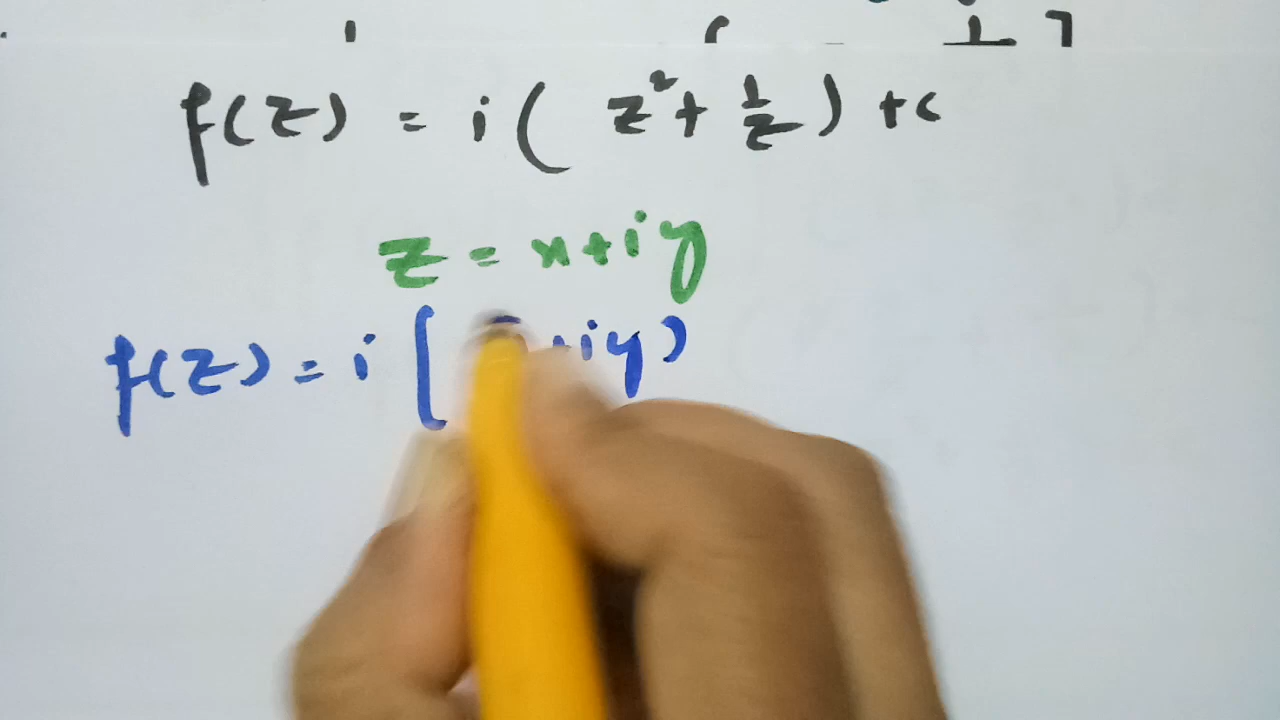 f(z) = i( z² + 1/z ) + c
z = x+iy
f(z) = i [ +iy)